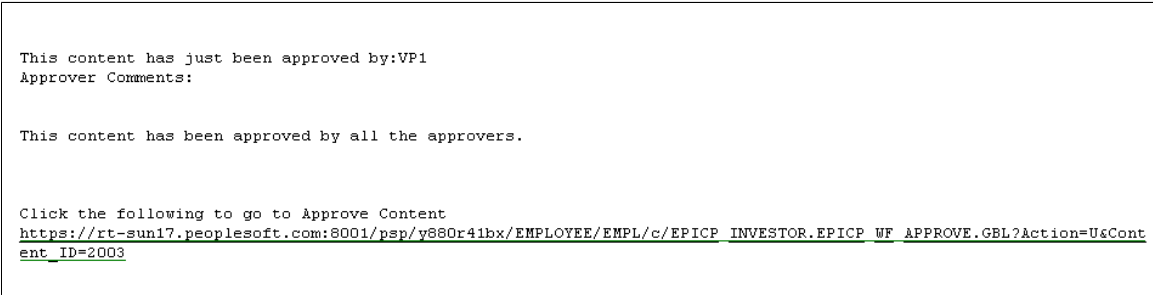 This content has just been approved by:VP1
Approver Comments:
This content has been approved by all the approvers.
Click the following to go to Approve Content
https://rt-sun17.peoplesoft.com:8001/psp/y880r41bx/EMPLOYEE/EMPL/c/EPICP_INVESTOR.EPICP_WF_APPROVE.GBL?Action=U&Cont
ent_ID=2003